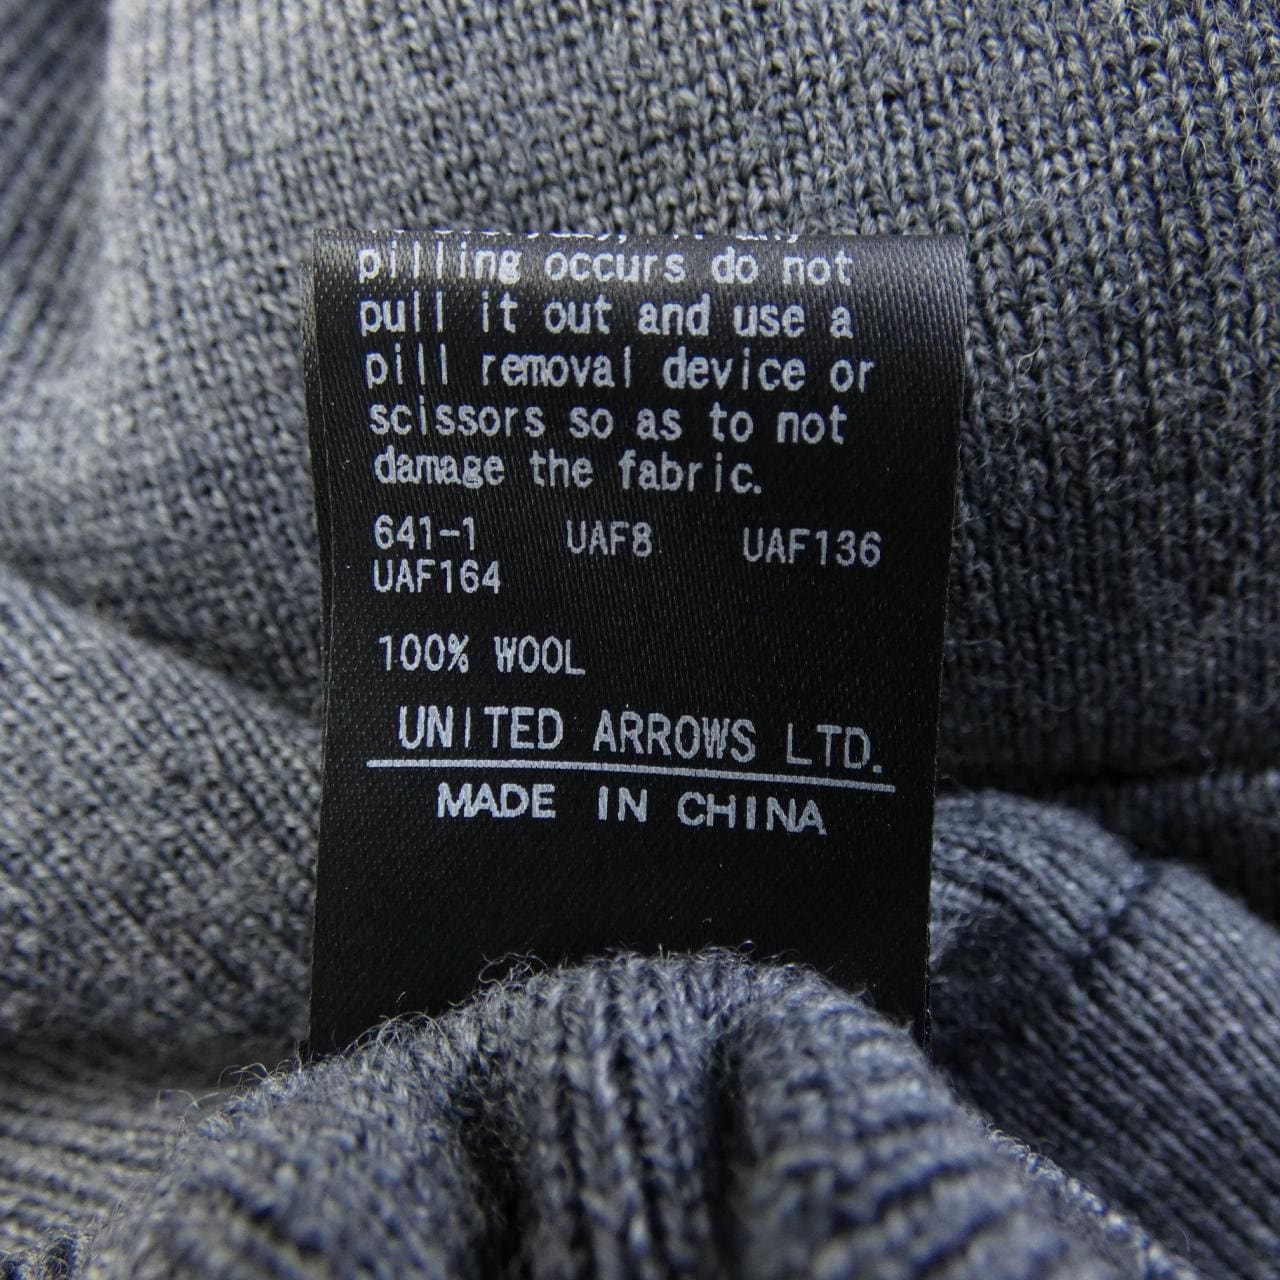 pilling occurs do not
pull it out and use a
pill removal device or
scissors so as to not
damage the fabric.
641-1 UAF8 UAF136
UAF164
100% WOOL
UNITED ARROWS LTD.
MADE IN CHINA